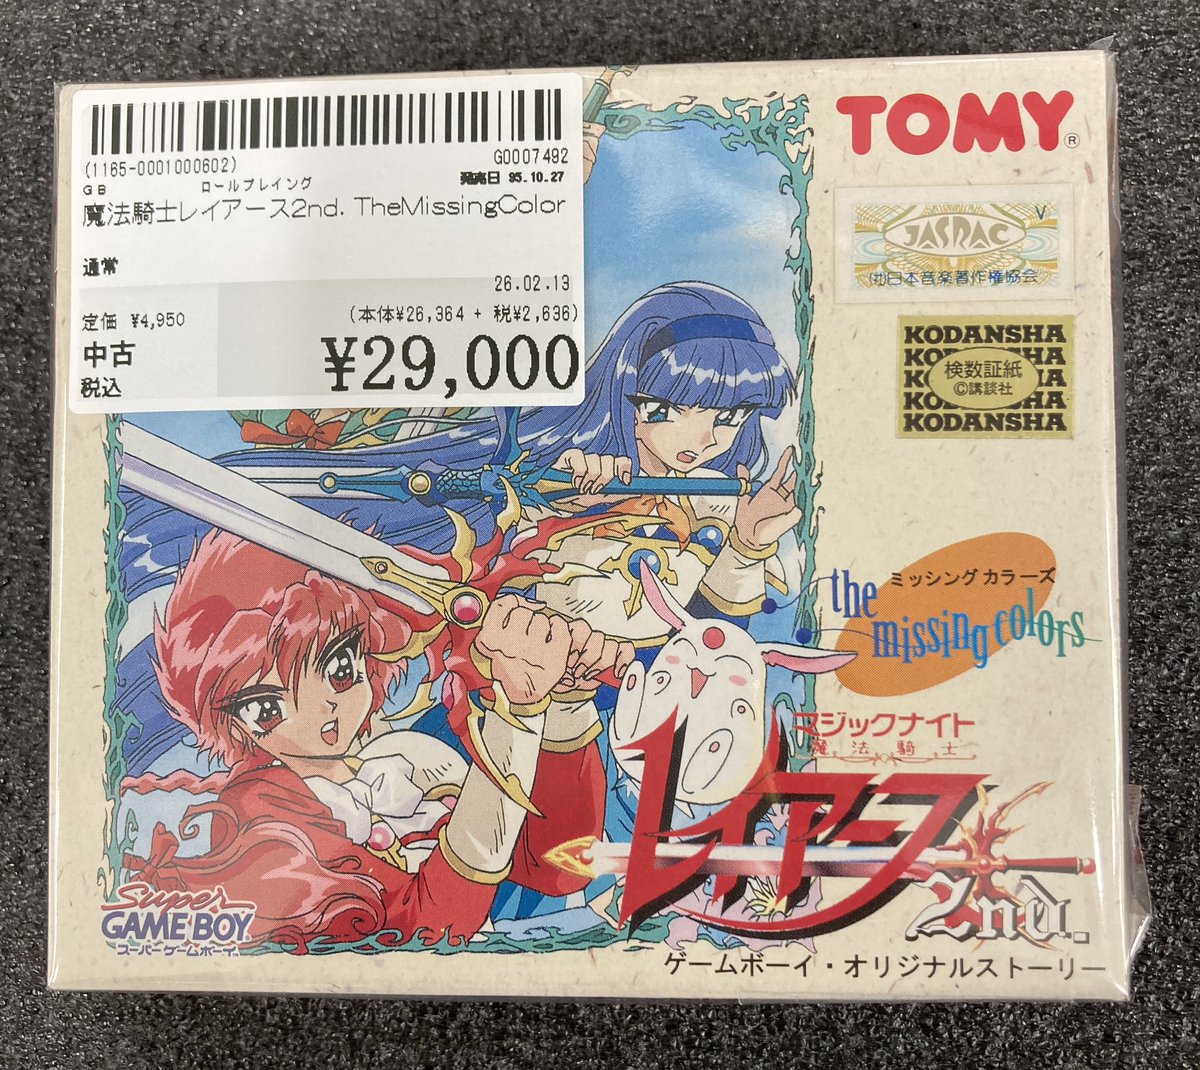 (1165-0001000602)
G0007492
GB ロールプレイング 発売日 95.10.27
魔法騎士レイアース2nd. TheMissingColor
通常
26.02.13
定価 ¥4,950 (本体¥26,364 + 税¥2,636)
中古
税込
¥29,000
TOMY®
V
JASRAC
(社)日本音楽著作権協会
KODANSHA
KODANSHA
検数証紙
©講談社
KODANSHA
KODANSHA
ミッシングカラーズ
the
missing colors
マジックナイト
魔法騎士
レイアース
2nd.
Super
GAME BOY
スーパーゲームボーイ
ゲームボーイ・オリジナルストーリー